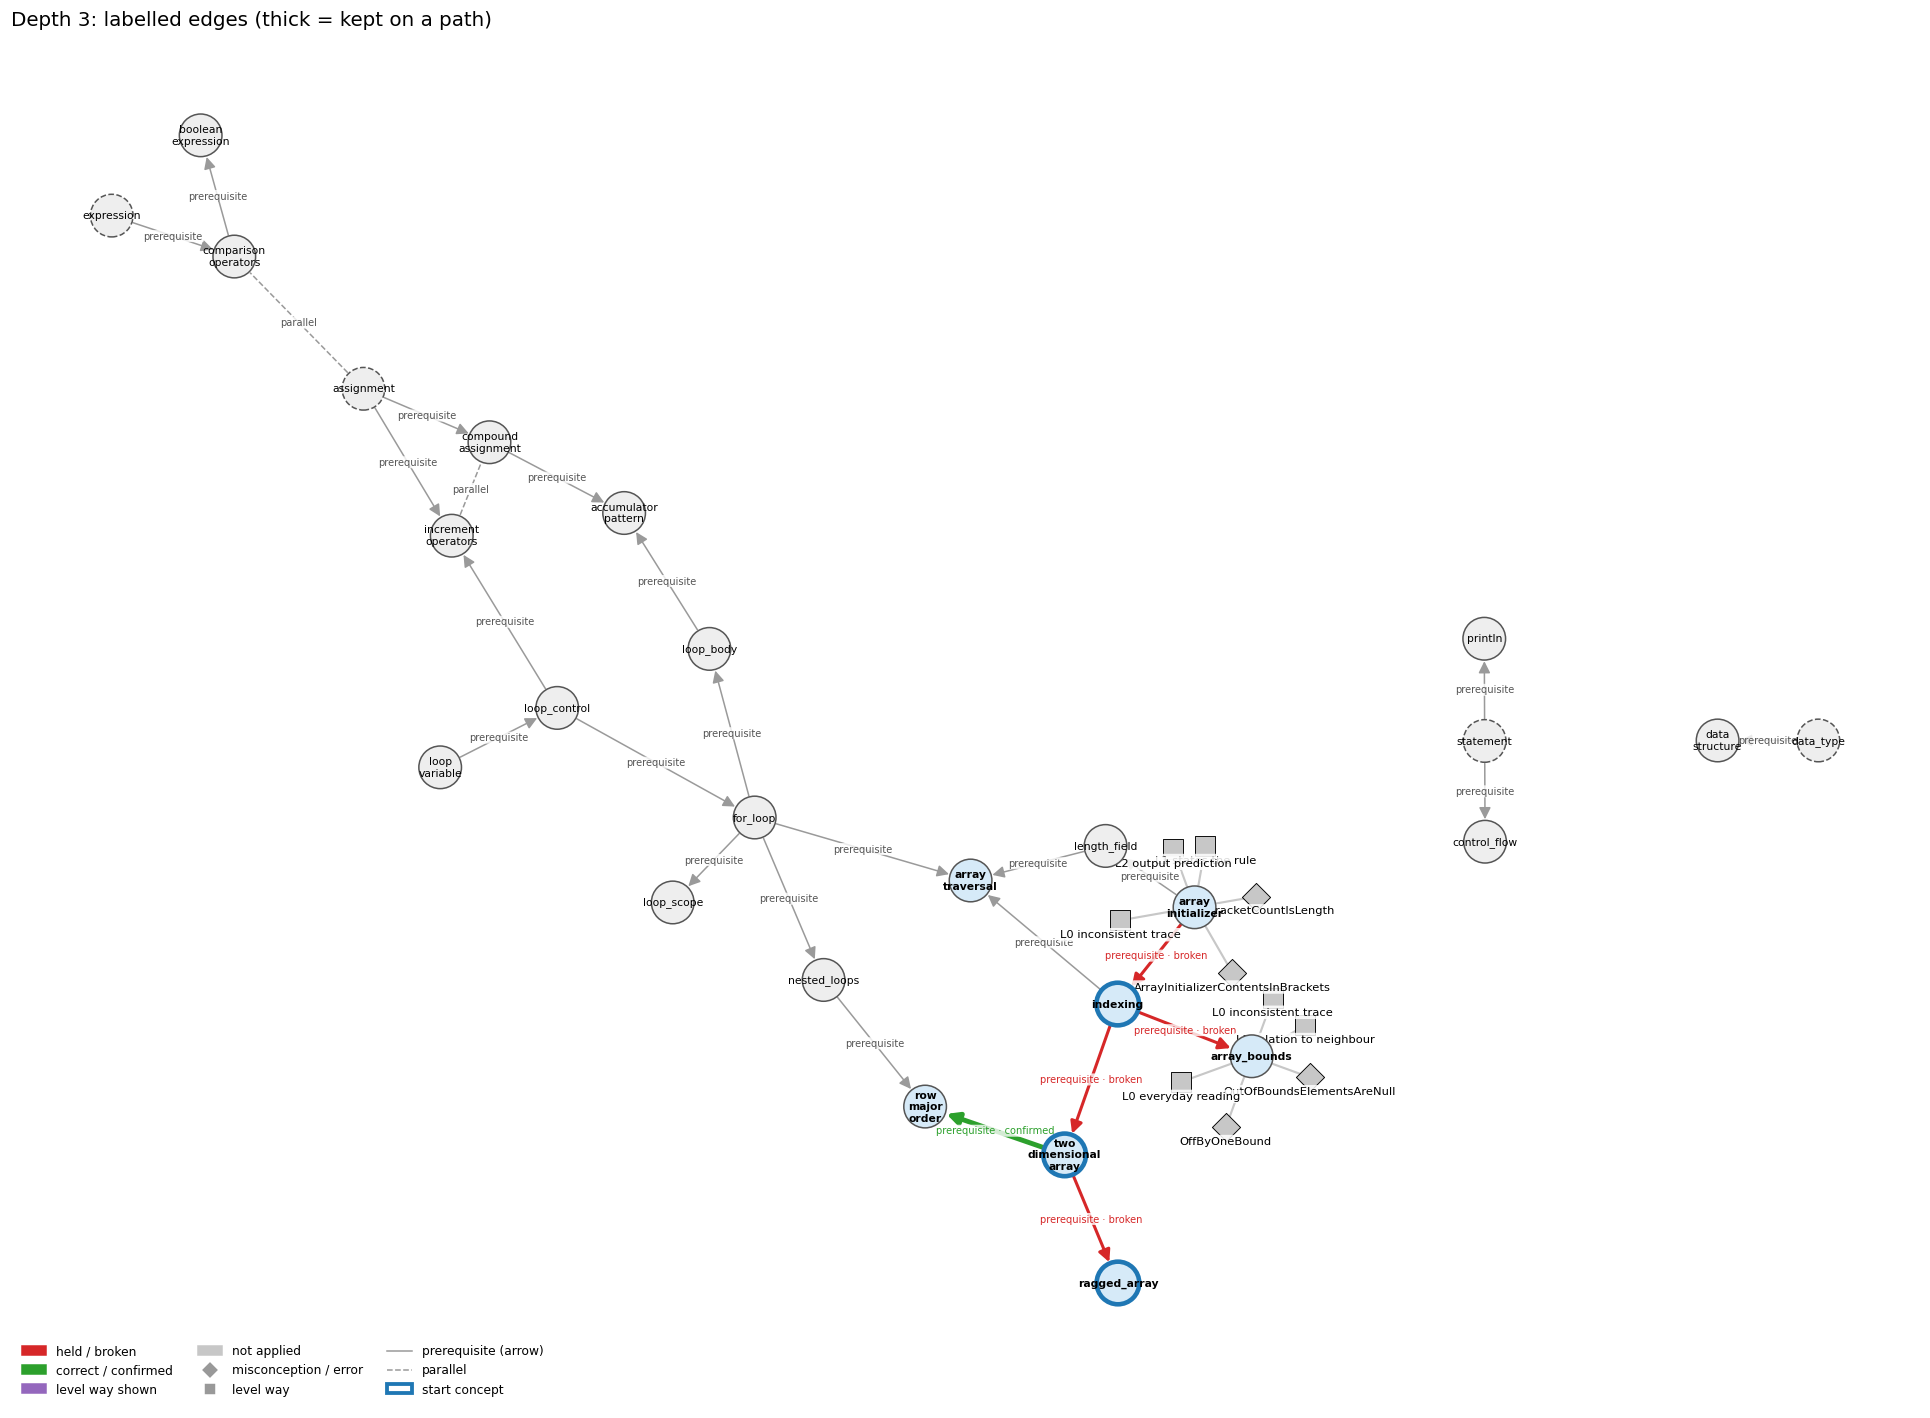 Depth 3: labelled edges (thick = kept on a path)
boolean
expression
prerequisite
expression
prerequisite
comparison
operators
parallel
assignment
prerequisite
compound
assignment
prerequisite
prerequisite
parallel
accumulator
pattern
increment
operators
prerequisite
prerequisite
loop_body
println
prerequisite
loop_control
prerequisite
prerequisite
statement
data
structure
prerequisite
data_type
loop
variable
prerequisite
prerequisite
for_loop
control_flow
prerequisite
length_field
prerequisite
prerequisite
L2 output prediction
rule
prerequisite
array
traversal
prerequisite
loop_scope
array
initializer
racketCountIsLength
L0 inconsistent trace
prerequisite
prerequisite · broken
nested_loops
ArrayInitializerContentsInBrackets
indexing
L0 inconsistent trace
prerequisite · broken
to neighbour
prerequisite
array_bounds
prerequisite · broken
OutOfBoundsElementsAreNull
L0 everyday reading
row
major
order
prerequisite · confirmed
OffByOneBound
two
dimensional
array
prerequisite · broken
ragged_array
held / broken
correct / confirmed
level way shown
not applied
misconception / error
level way
prerequisite (arrow)
parallel
start concept